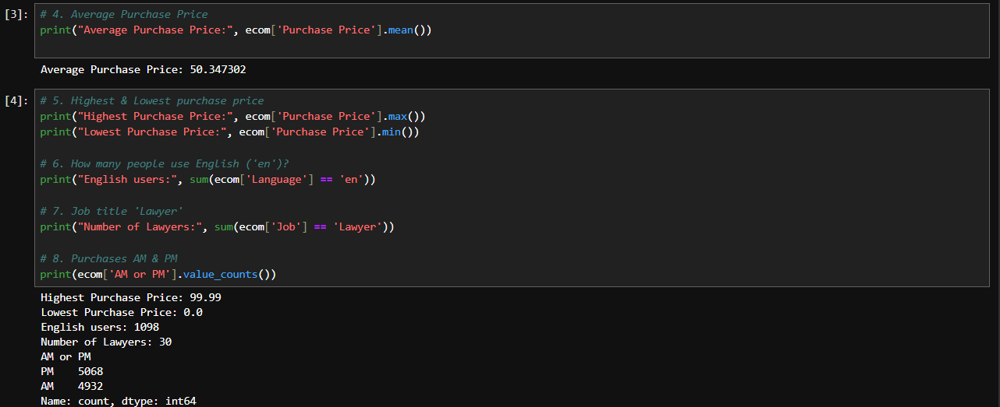 [3]: # 4. Average Purchase Price
print("Average Purchase Price:", ecom['Purchase Price'].mean())
Average Purchase Price: 50.347302
[4]: # 5. Highest & Lowest purchase price
print("Highest Purchase Price:", ecom['Purchase Price'].max())
print("Lowest Purchase Price:", ecom['Purchase Price'].min())
# 6. How many people use English ('en')?
print("English users:", sum(ecom['Language'] == 'en'))
# 7. Job title 'Lawyer'
print("Number of Lawyers:", sum(ecom['Job'] == 'Lawyer'))
# 8. Purchases AM & PM
print(ecom['AM or PM'].value_counts())
Highest Purchase Price: 99.99
Lowest Purchase Price: 0.0
English users: 1098
Number of Lawyers: 30
AM or PM
PM    5068
AM    4932
Name: count, dtype: int64